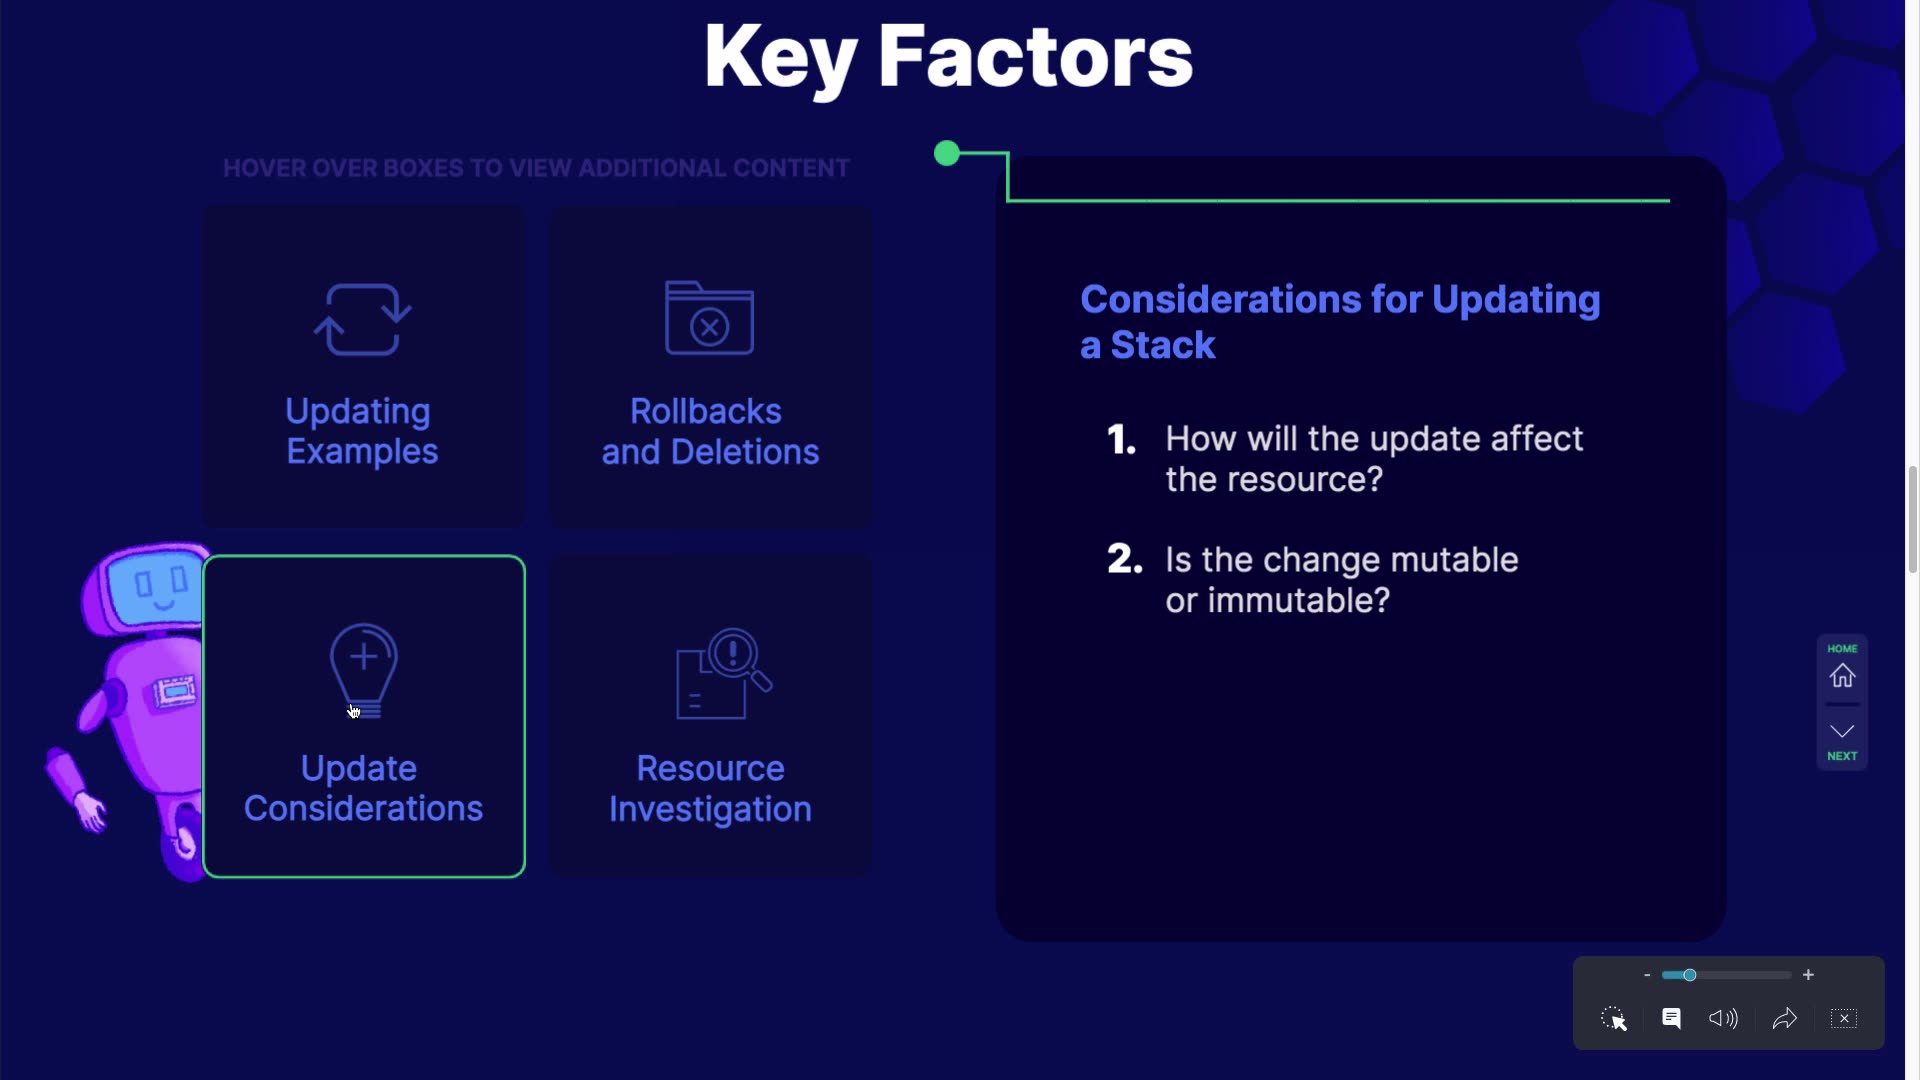 Key Factors
HOVER OVER BOXES TO VIEW ADDITIONAL CONTENT
Updating
Examples
Rollbacks
and Deletions
Update
Considerations
Resource
Investigation
Considerations for Updating
a Stack
1. How will the update affect
the resource?
2. Is the change mutable
or immutable?
HOME
NEXT
- +